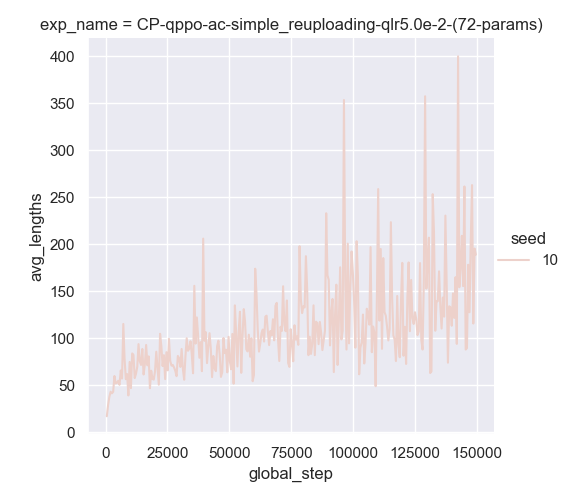 exp_name = CP-qppo-ac-simple_reuploading-qlr5.0e-2-(72-params)
400
350
300
250
200
150
100
50
0
avg_lengths
0 25000 50000 75000 100000 125000 150000
global_step
seed
10